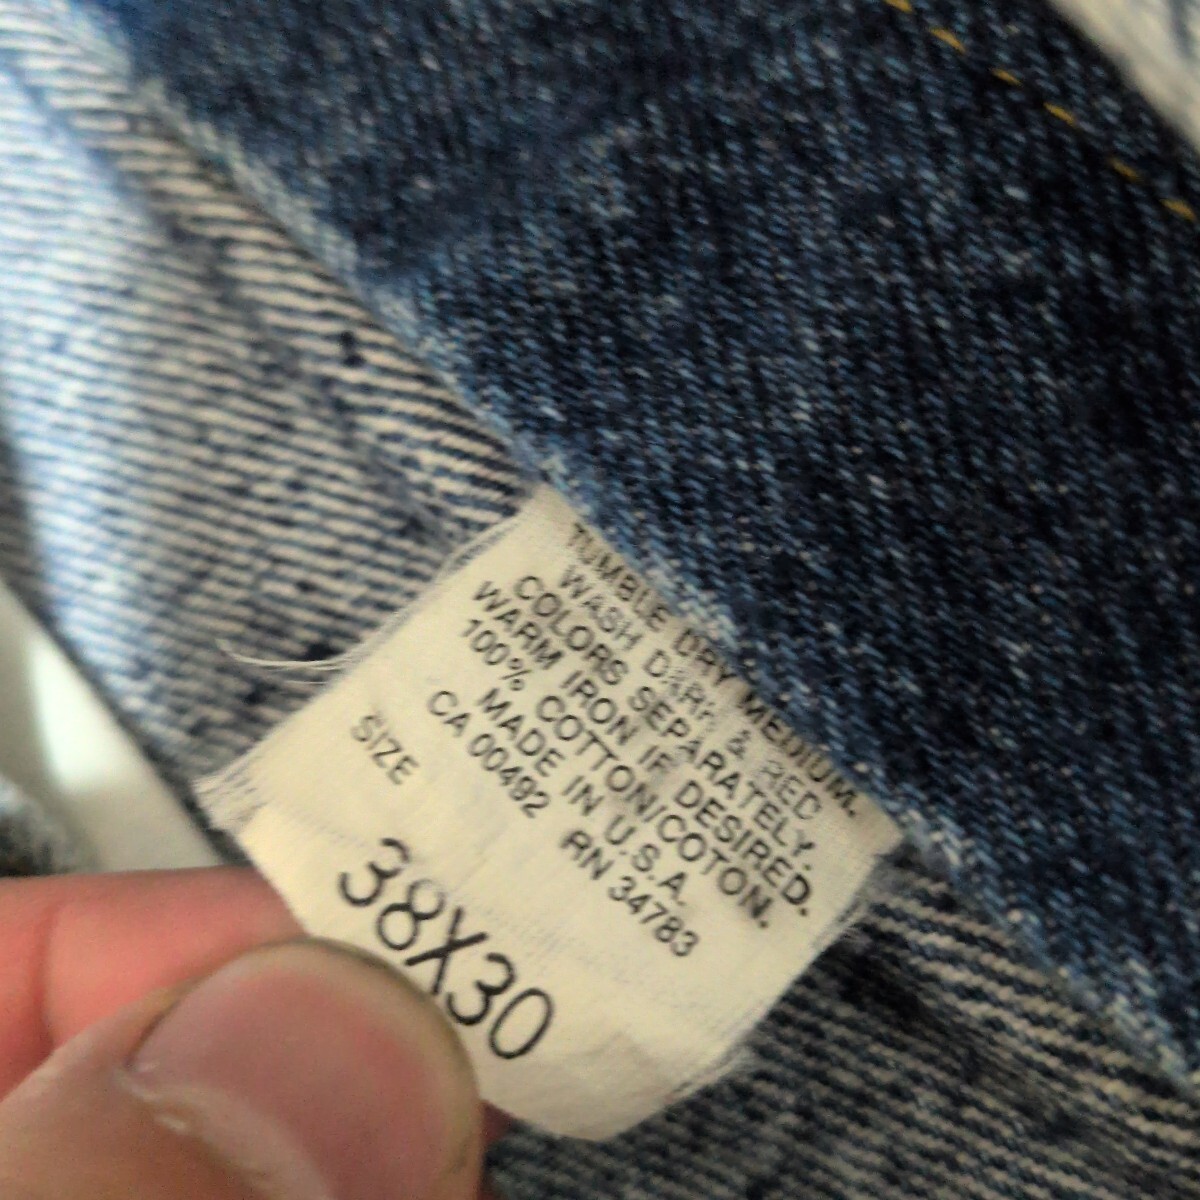 TUMBLE DRY MEDIUM.
WASH DARK & RED
COLORS SEPARATELY.
WARM IRON IF DESIRED.
100% COTTON/COTON.
MADE IN U.S.A.
CA 00492 RN 34783
SIZE
38X30